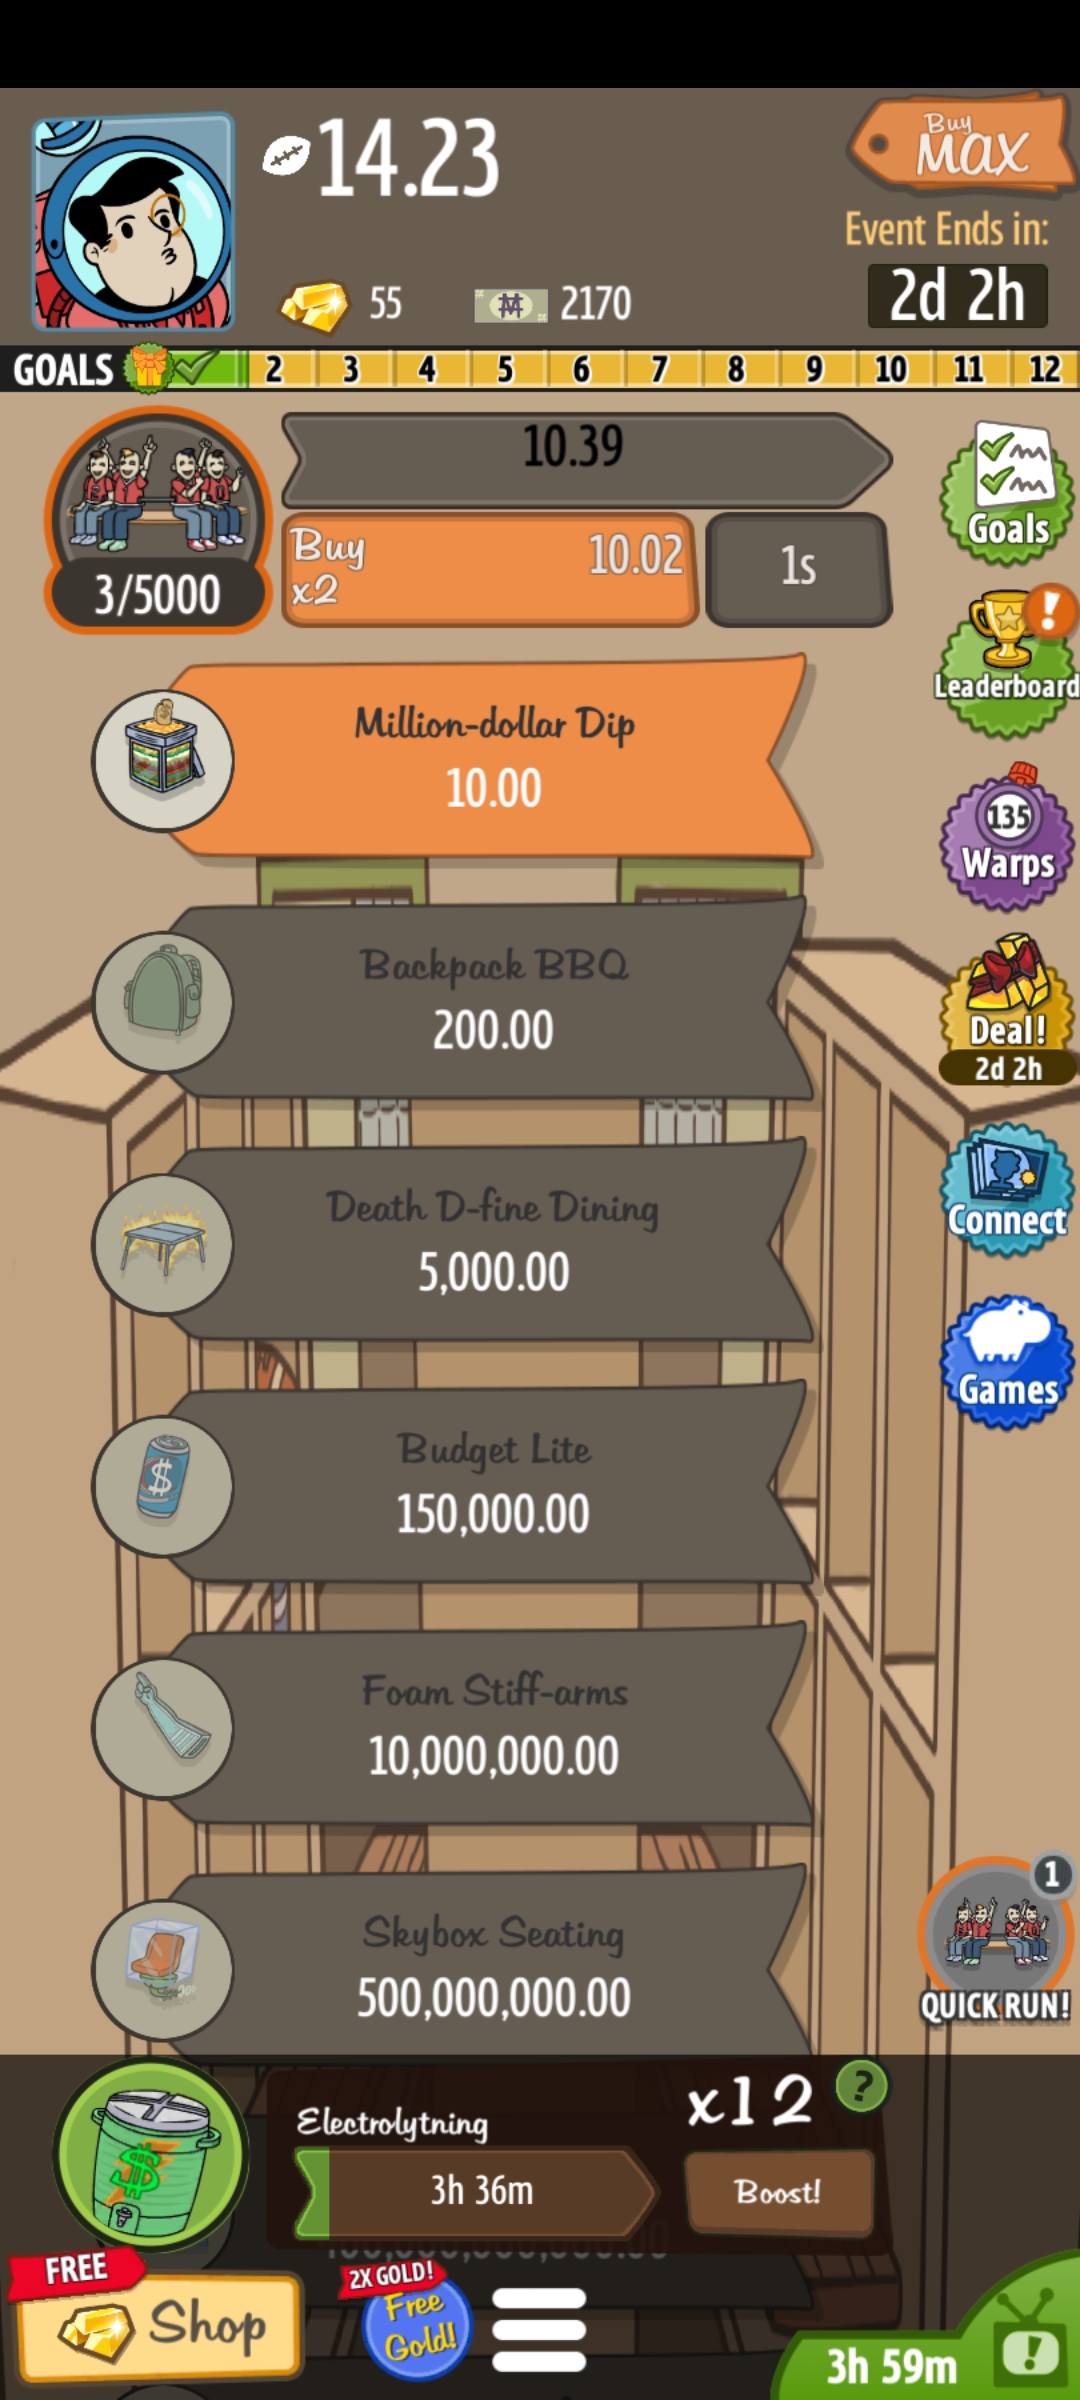 14.23
Buy
MAX
Event Ends in:
2d 2h
55
2170
GOALS 2 3 4 5 6 7 8 9 10 11 12
10.39
3/5000
Buy
x2
10.02
1s
Goals
Leaderboard
Million-dollar Dip
10.00
135
Warps
Backpack BBQ
200.00
Deal!
2d 2h
Death D-fine Dining
5,000.00
Connect
Games
Budget Lite
150,000.00
Foam Stiff-arms
10,000,000.00
Skybox Seating
500,000,000.00
1
QUICK RUN!
Electrolytning
x12
?
3h 36m
Boost!
FREE
Shop
2X GOLD!
Free
Gold!
3h 59m